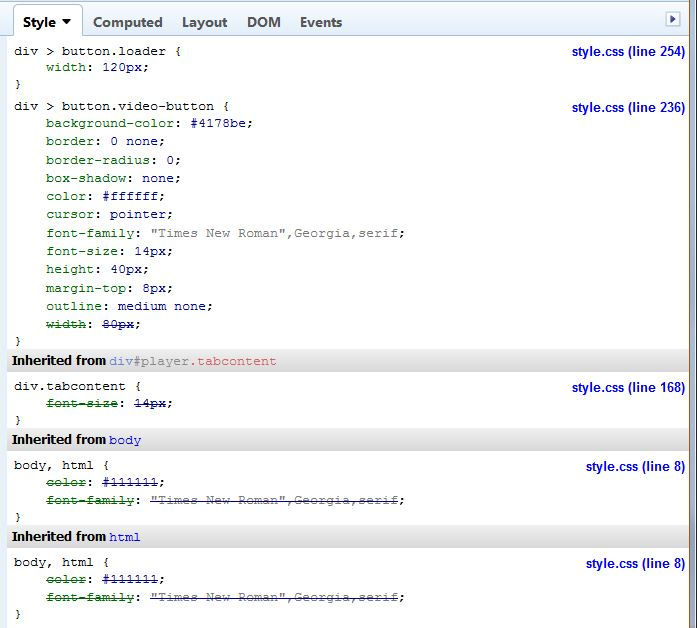 Style ▼ Computed Layout DOM Events
div > button.loader { style.css (line 254)
width: 120px;
}
div > button.video-button { style.css (line 236)
background-color: #4178be;
border: 0 none;
border-radius: 0;
box-shadow: none;
color: #ffffff;
cursor: pointer;
font-family: "Times New Roman",Georgia,serif;
font-size: 14px;
height: 40px;
margin-top: 8px;
outline: medium none;
width: 80px;
}
Inherited from div#player.tabcontent
div.tabcontent { style.css (line 168)
font-size: 14px;
}
Inherited from body
body, html { style.css (line 8)
color: #111111;
font-family: "Times New Roman",Georgia,serif;
}
Inherited from html
body, html { style.css (line 8)
color: #111111;
font-family: "Times New Roman",Georgia,serif;
}